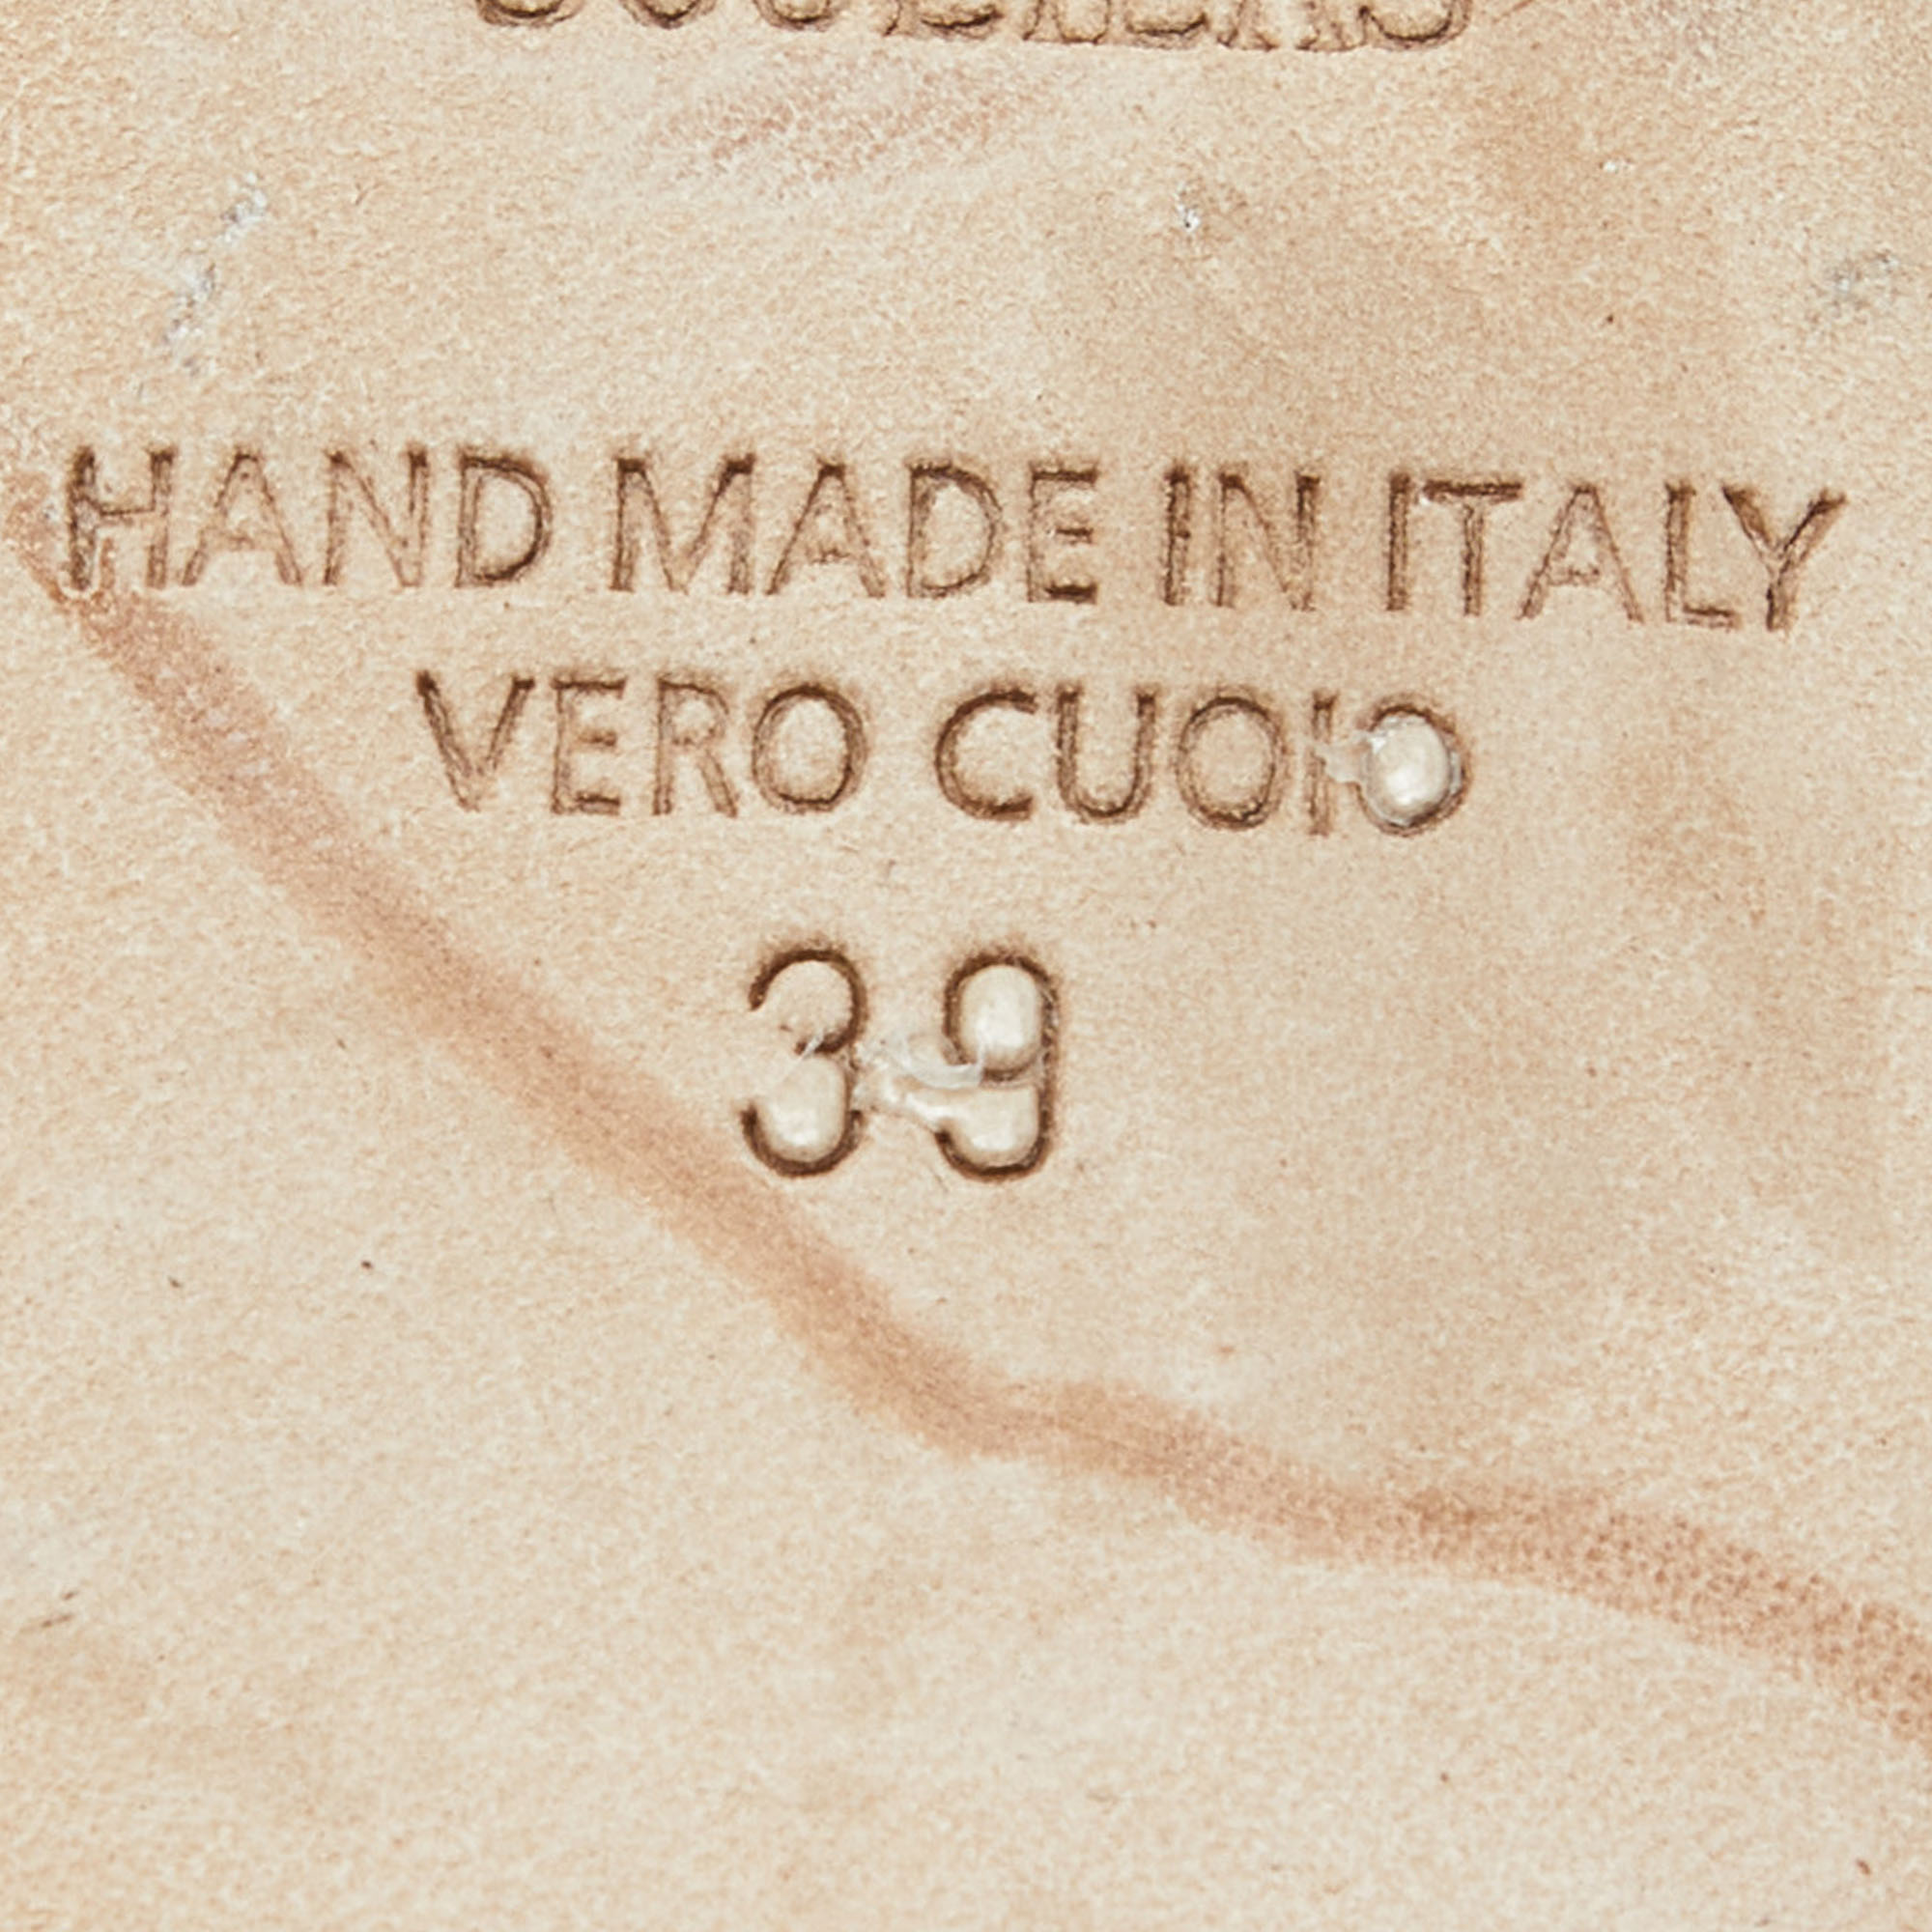 HAND MADE IN ITALY
VERO CUOIO
39